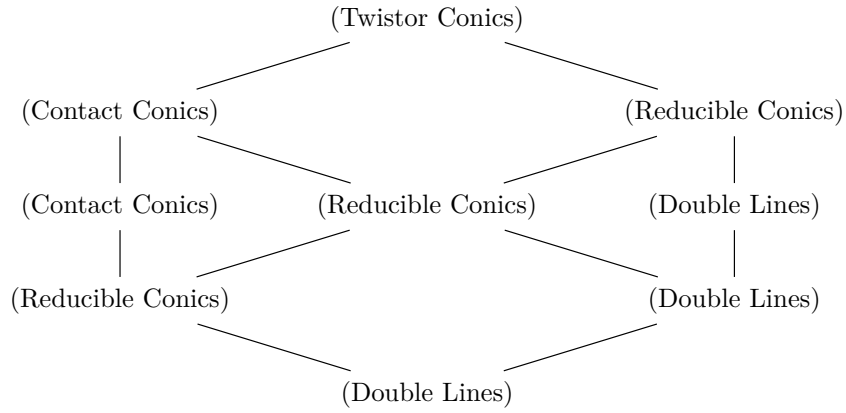 (Twistor Conics)
(Contact Conics) (Reducible Conics)
(Contact Conics) (Reducible Conics) (Double Lines)
(Reducible Conics) (Double Lines)
(Double Lines)